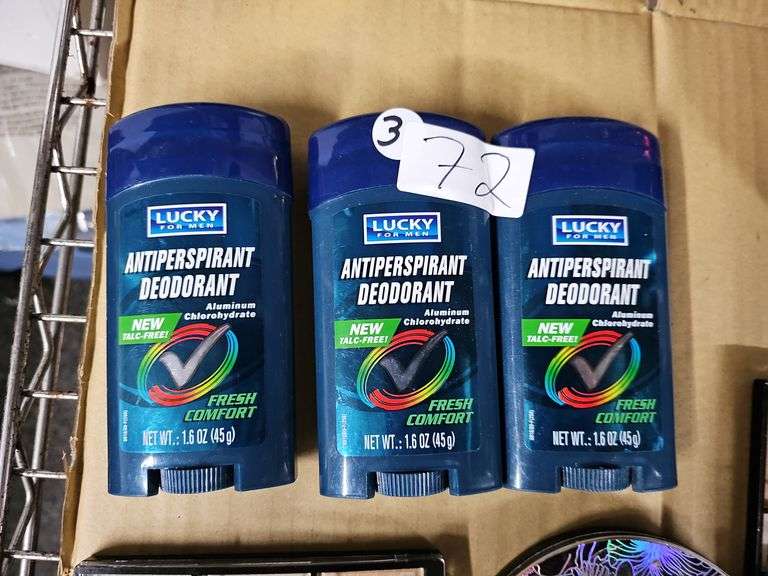 LUCKY
FOR MEN
ANTIPERSPIRANT
DEODORANT
Aluminum
Chlorohydrate
NEW
TALC-FREE!
FRESH
COMFORT
NET WT.: 1.6 OZ (45g)
3
72
LUCKY
FOR MEN
ANTIPERSPIRANT
DEODORANT
Aluminum
Chlorohydrate
NEW
TALC-FREE!
FRESH
COMFORT
NET WT.: 1.6 OZ (45g)
LUCKY
FOR MEN
ANTIPERSPIRANT
DEODORANT
Aluminum
Chlorohydrate
NEW
TALC-FREE!
FRESH
COMFORT
NET WT.: 1.6 OZ (45g)